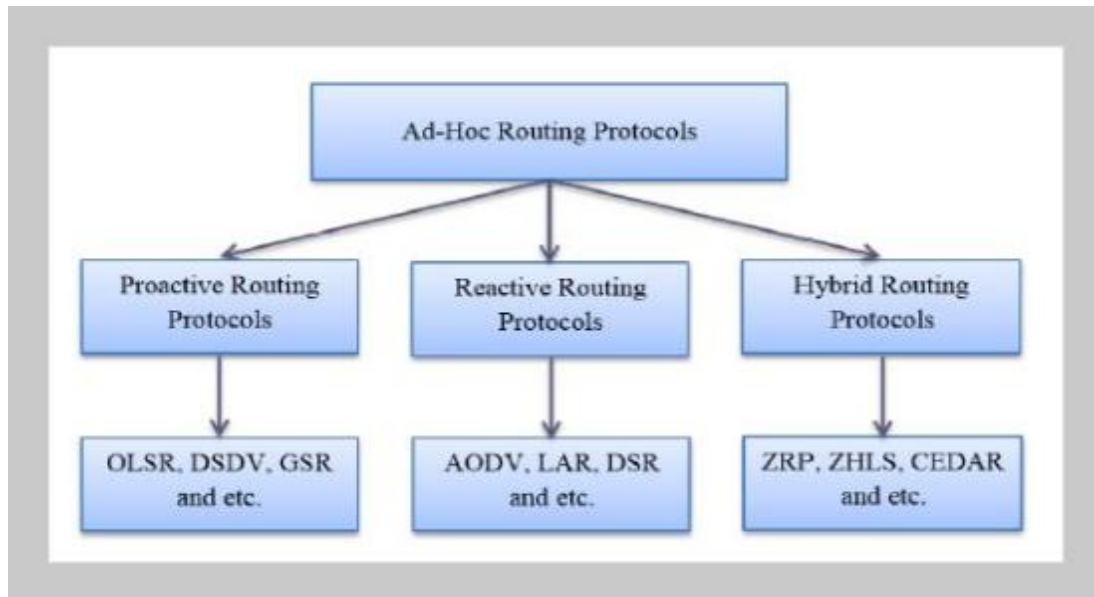 Ad-Hoc Routing Protocols
Proactive Routing
Protocols
Reactive Routing
Protocols
Hybrid Routing
Protocols
OLSR, DSDV, GSR
and etc.
AODV, LAR, DSR
and etc.
ZRP, ZHLS, CEDAR
and etc.